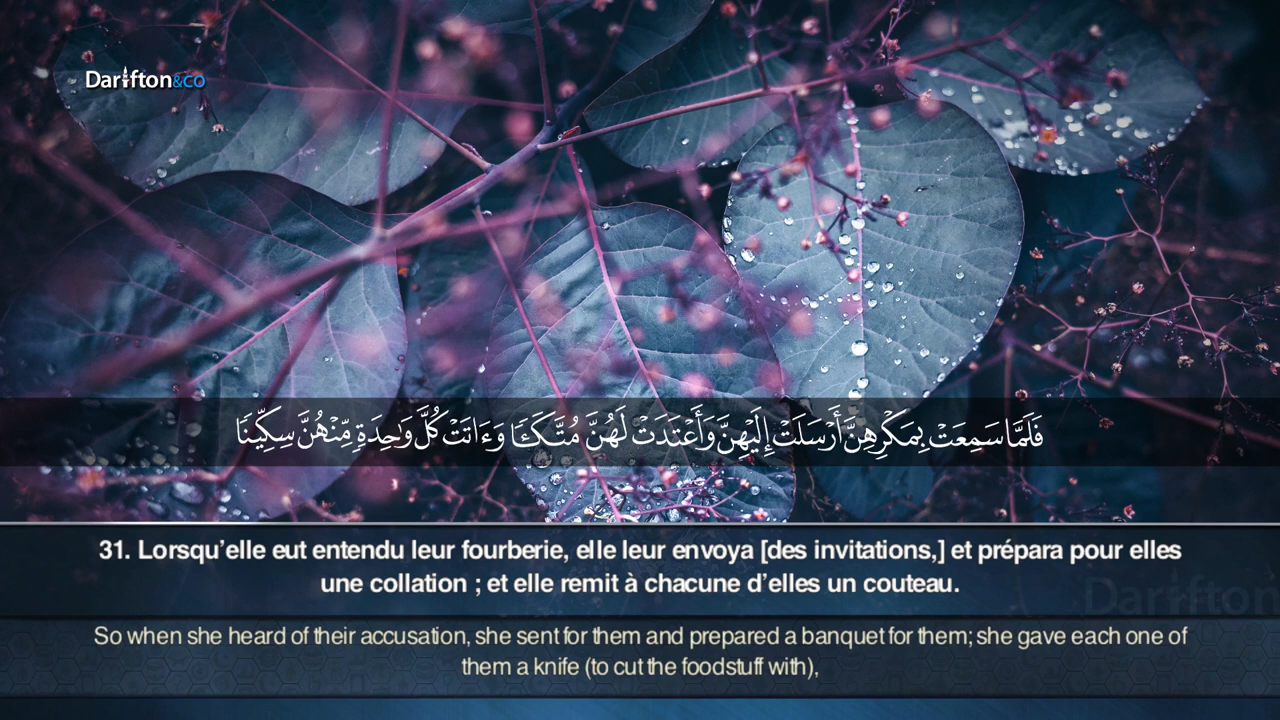 Darifton&co
فَلَمَّا سَمِعَتْ بِمَكْرِهِنَّ أَرْسَلَتْ إِلَيْهِنَّ وَأَعْتَدَتْ لَهُنَّ مُتَّكَـًٔا وَءَاتَتْ كُلَّ وَٰحِدَةٍ مِّنْهُنَّ سِكِّينًا
31. Lorsqu’elle eut entendu leur fourberie, elle leur envoya [des invitations,] et prépara pour elles
une collation ; et elle remit à chacune d’elles un couteau.
Darifton
So when she heard of their accusation, she sent for them and prepared a banquet for them; she gave each one of
them a knife (to cut the foodstuff with),